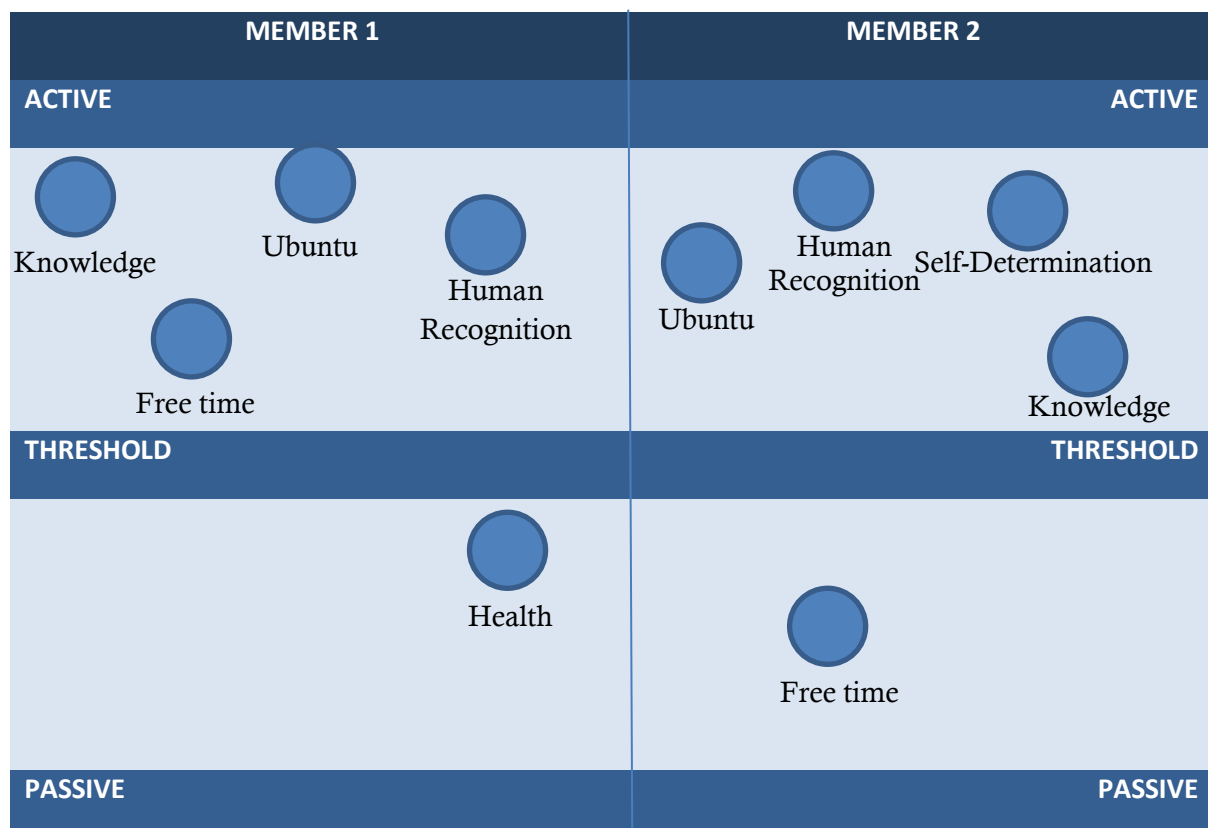 MEMBER 1
MEMBER 2
ACTIVE
ACTIVE
Knowledge
Ubuntu
Human
Recognition
Free time
Ubuntu
Human
Recognition
Self-Determination
Knowledge
THRESHOLD
THRESHOLD
Health
Free time
PASSIVE
PASSIVE